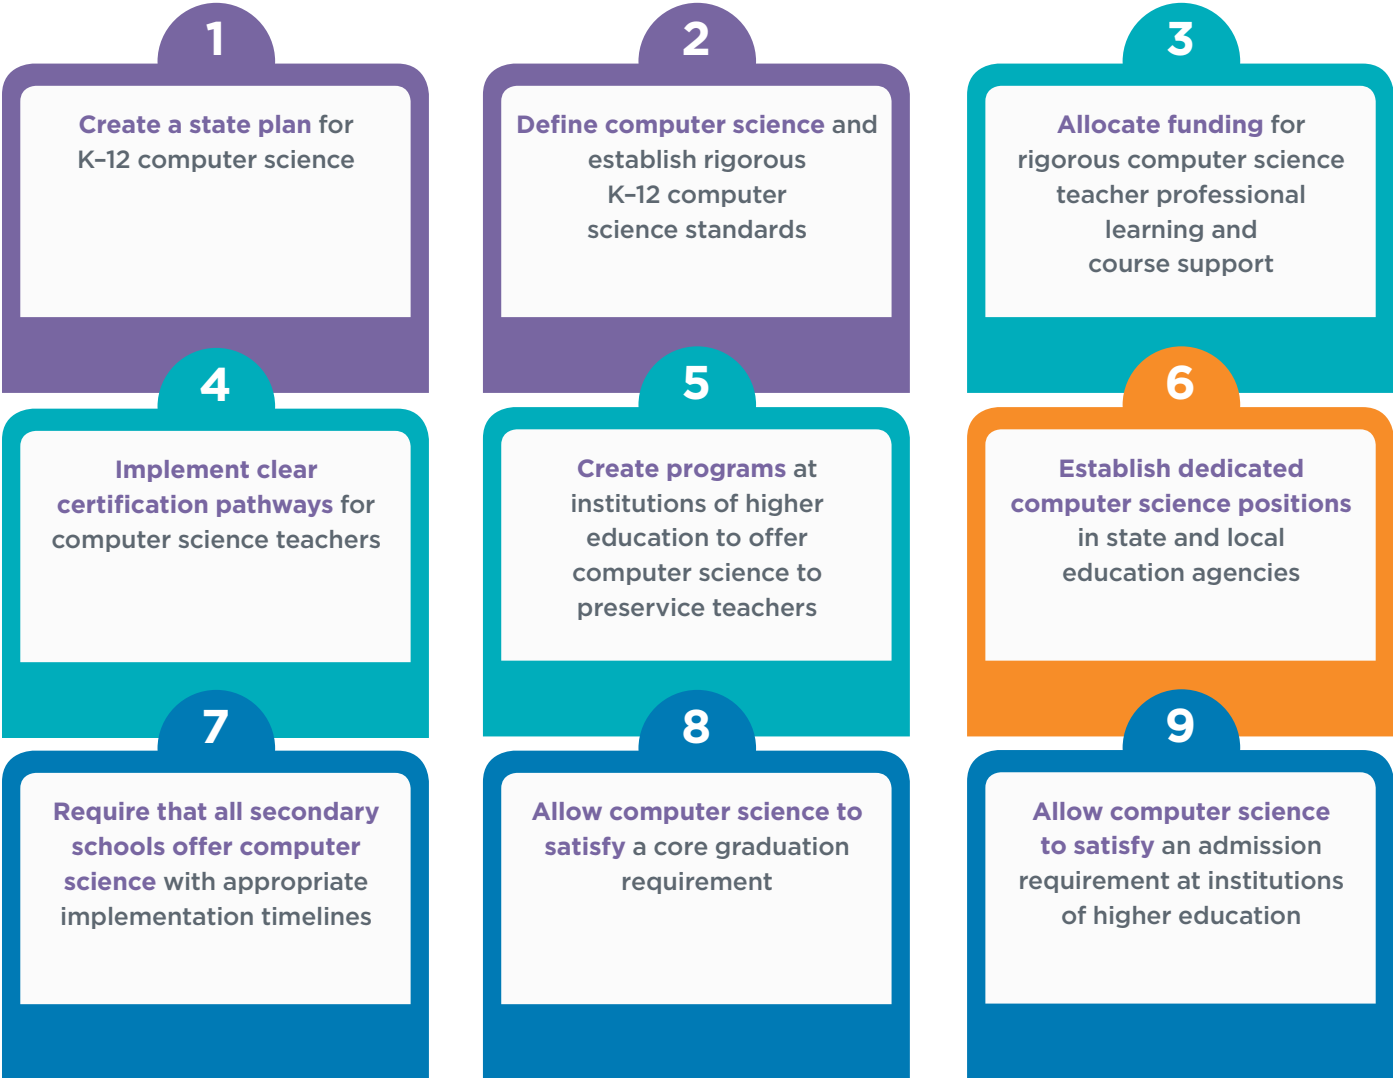 1
Create a state plan for
K–12 computer science
2
Define computer science and
establish rigorous
K–12 computer
science standards
3
Allocate funding for
rigorous computer science
teacher professional
learning and
course support
4
Implement clear
certification pathways for
computer science teachers
5
Create programs at
institutions of higher
education to offer
computer science to
preservice teachers
6
Establish dedicated
computer science positions
in state and local
education agencies
7
Require that all secondary
schools offer computer
science with appropriate
implementation timelines
8
Allow computer science to
satisfy a core graduation
requirement
9
Allow computer science
to satisfy an admission
requirement at institutions
of higher education